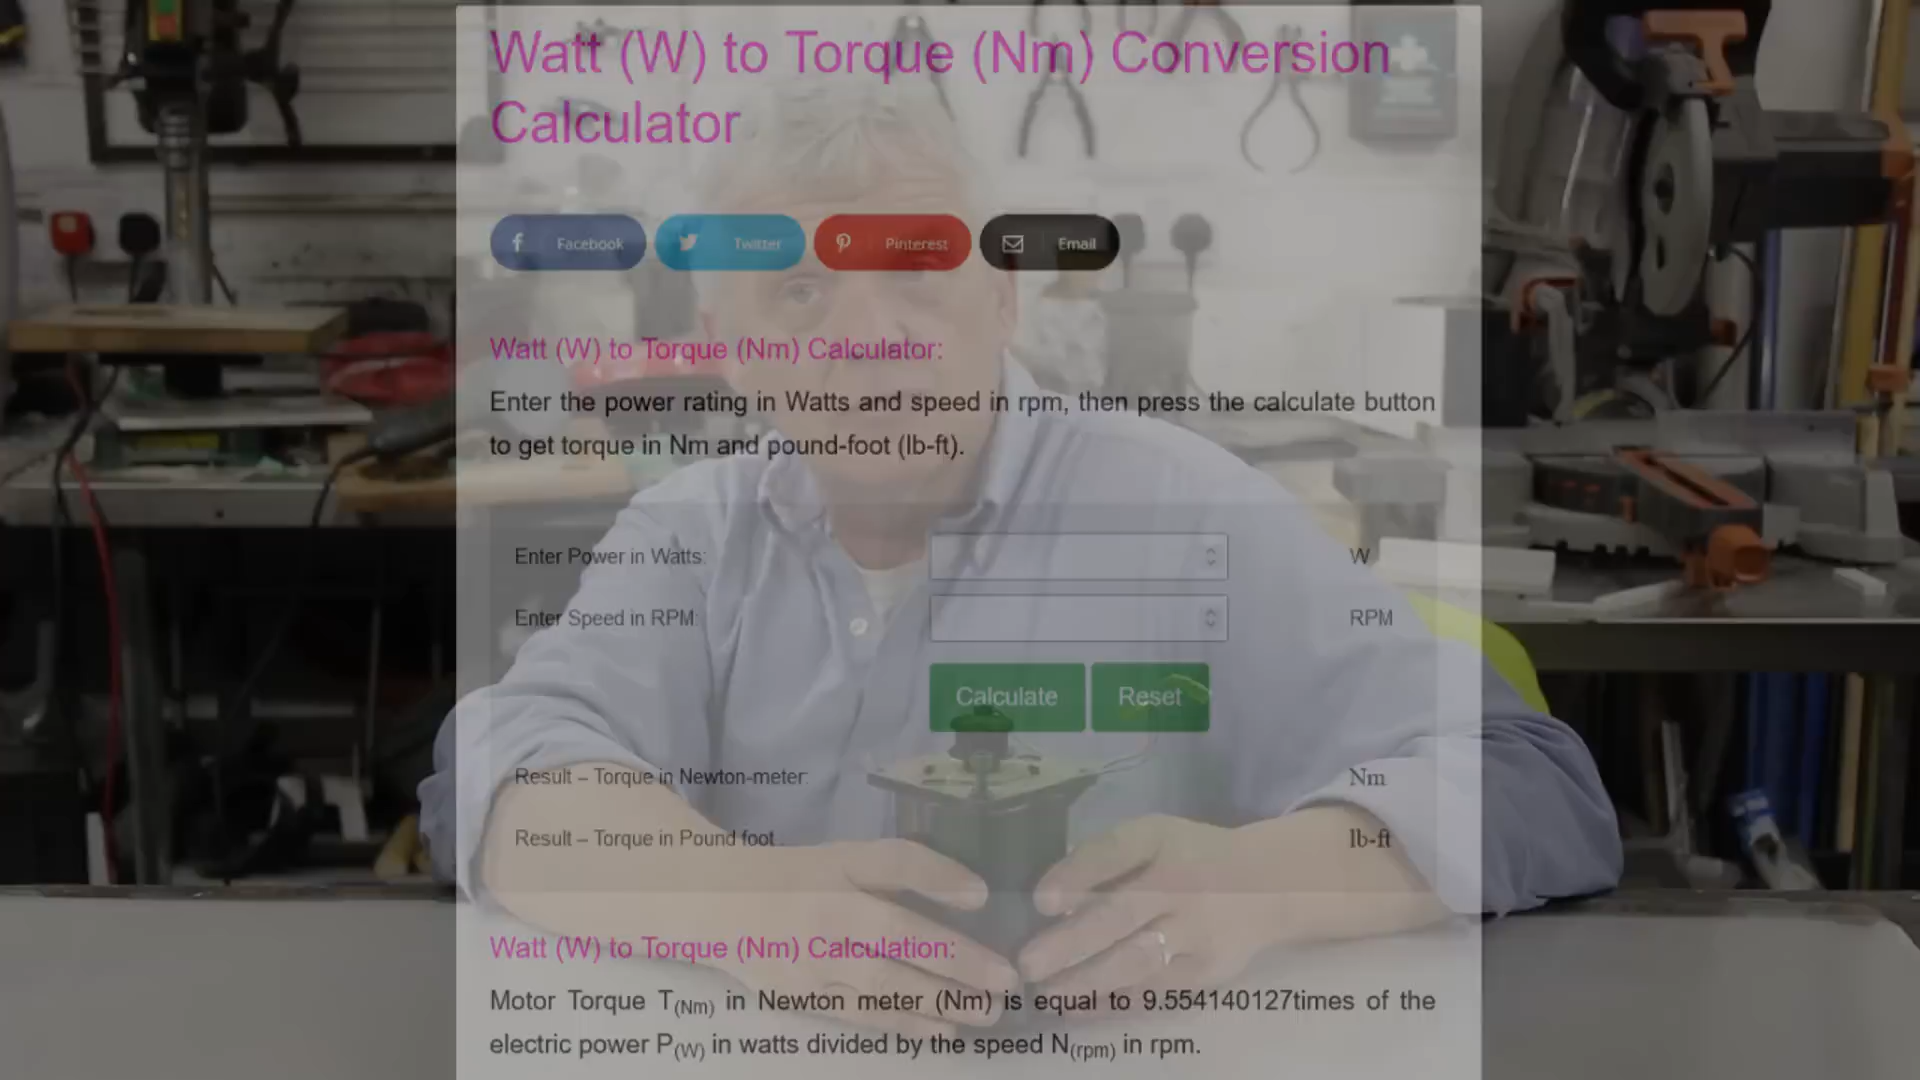 Watt (W) to Torque (Nm) Conversion
Calculator
Facebook
Twitter
Pinterest
Email
Watt (W) to Torque (Nm) Calculator:
Enter the power rating in Watts and speed in rpm, then press the calculate button
to get torque in Nm and pound-foot (lb-ft).
Enter Power in Watts: W
Enter Speed in RPM: RPM
Calculate Reset
Result – Torque in Newton-meter: Nm
Result – Torque in Pound foot lb-ft
Watt (W) to Torque (Nm) Calculation:
Motor Torque T(Nm) in Newton meter (Nm) is equal to 9.554140127times of the
electric power P(W) in watts divided by the speed N(rpm) in rpm.